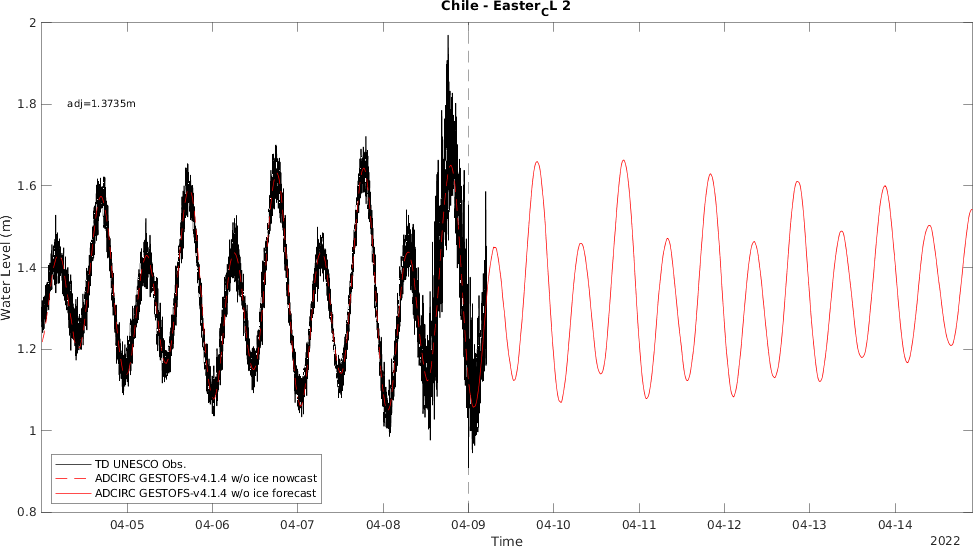 Chile - Easter_CL 2
2
1.8
1.6
1.4
1.2
1
0.8
Water Level (m)
adj=1.3735m
TD UNESCO Obs.
ADCIRC GESTOFS-v4.1.4 w/o ice nowcast
ADCIRC GESTOFS-v4.1.4 w/o ice forecast
04-05 04-06 04-07 04-08 04-09 04-10 04-11 04-12 04-13 04-14
Time
2022